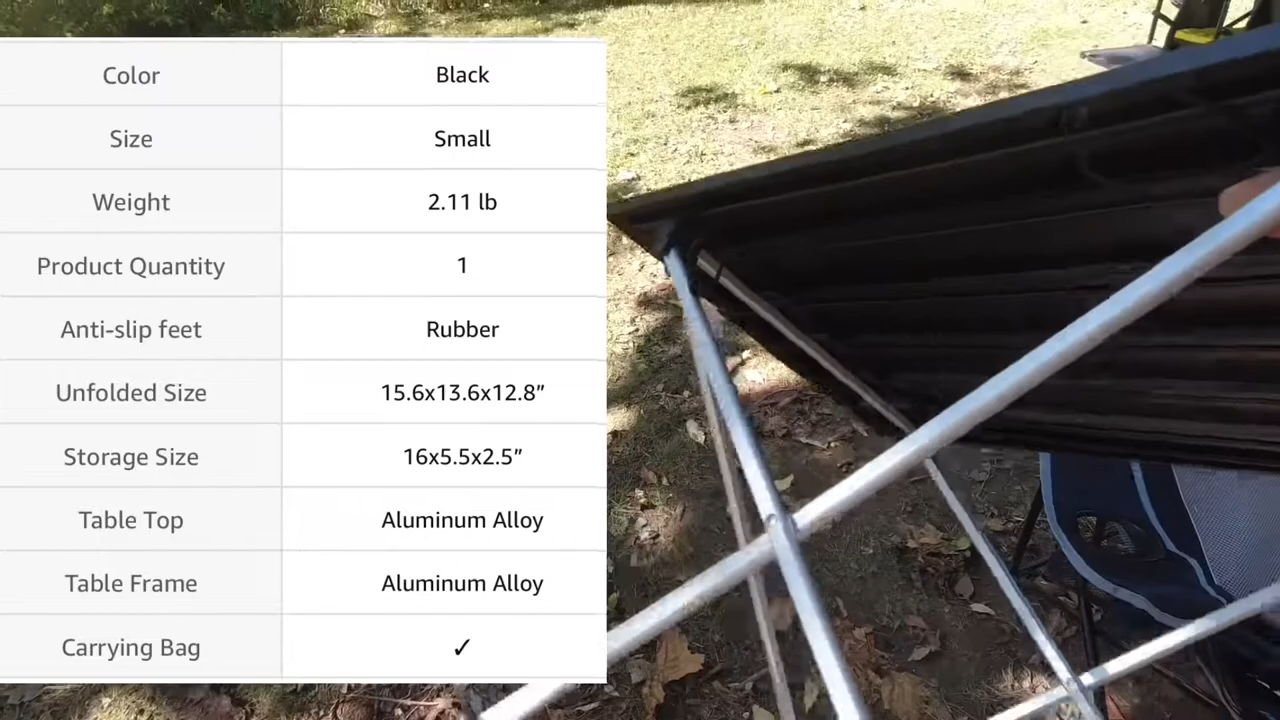 Color Black
Size Small
Weight 2.11 lb
Product Quantity 1
Anti-slip feet Rubber
Unfolded Size 15.6x13.6x12.8”
Storage Size 16x5.5x2.5”
Table Top Aluminum Alloy
Table Frame Aluminum Alloy
Carrying Bag ✓